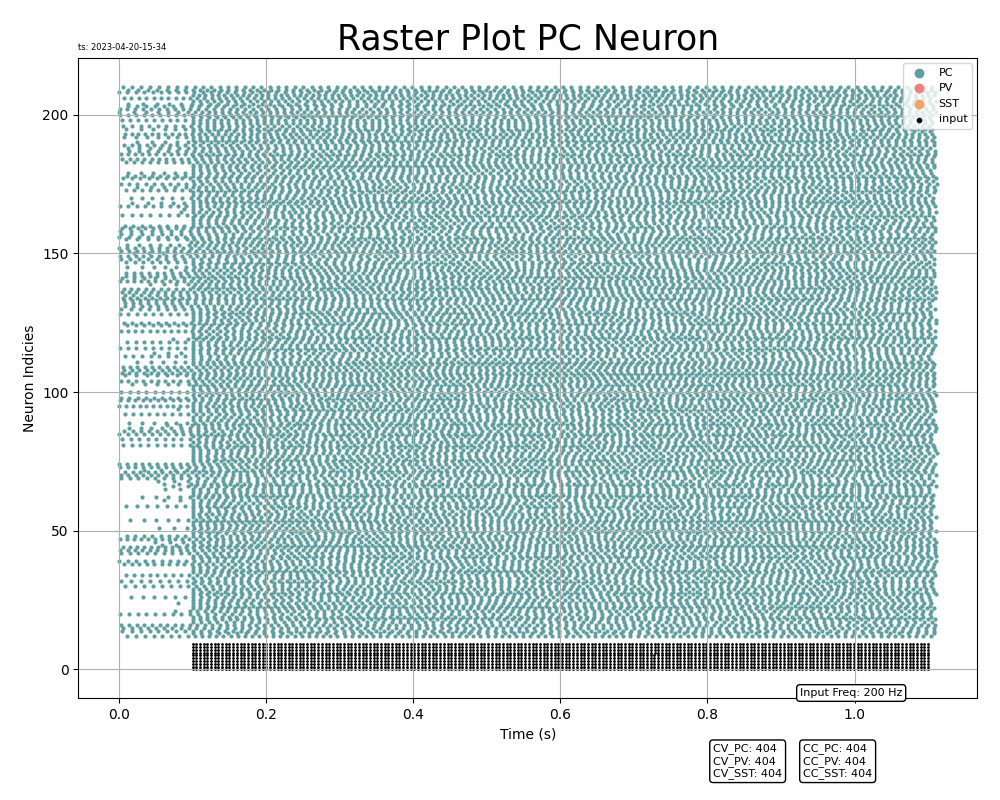 Raster Plot PC Neuron
ts: 2023-04-20-15-34
PC
PV
SST
input
200
150
100
50
0
Neuron Indicies
0.0 0.2 0.4 0.6 0.8 1.0
Time (s)
Input Freq: 200 Hz
CV_PC: 404
CV_PV: 404
CV_SST: 404
CC_PC: 404
CC_PV: 404
CC_SST: 404